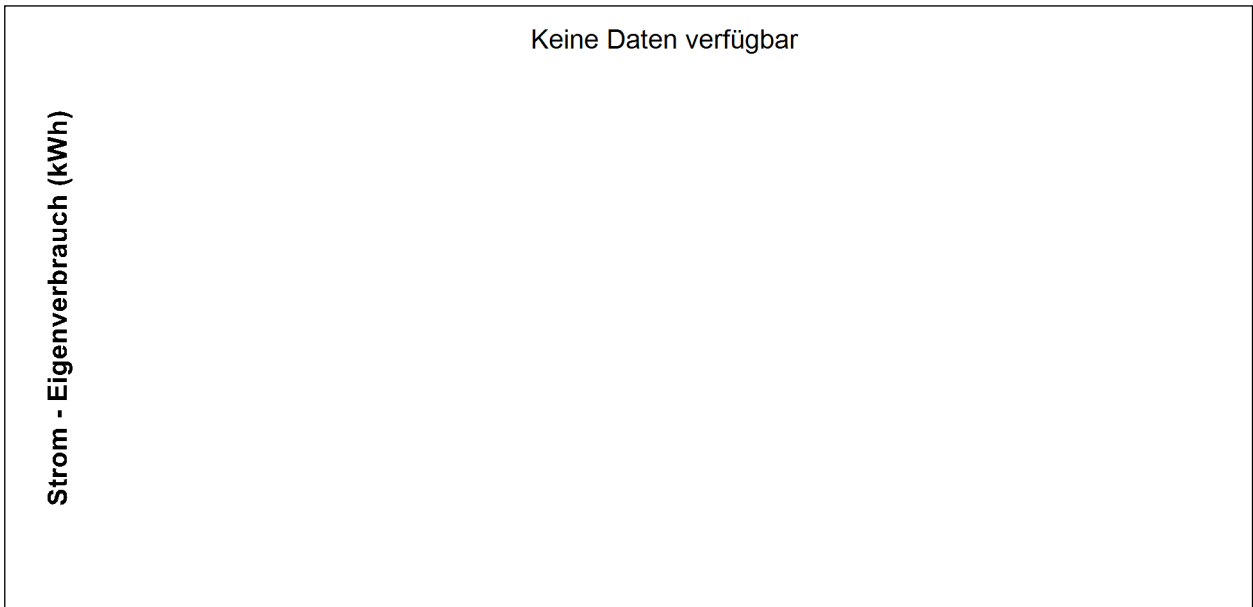 Keine Daten verfügbar
Strom - Eigenverbrauch (kWh)